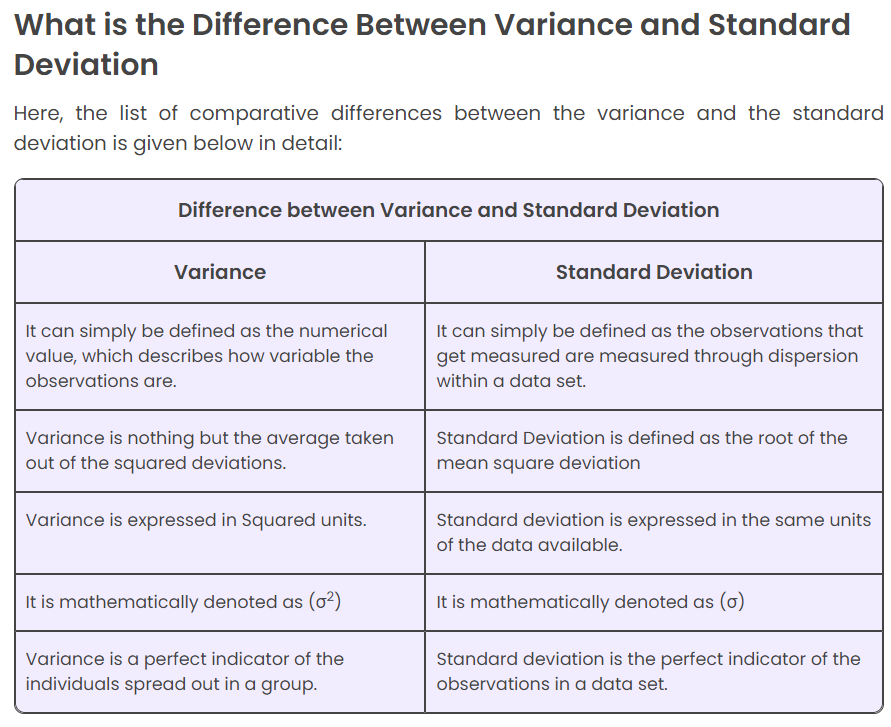 What is the Difference Between Variance and Standard
Deviation
Here, the list of comparative differences between the variance and the standard
deviation is given below in detail:
Difference between Variance and Standard Deviation
Variance
Standard Deviation
It can simply be defined as the numerical
value, which describes how variable the
observations are.
It can simply be defined as the observations that
get measured are measured through dispersion
within a data set.
Variance is nothing but the average taken
out of the squared deviations.
Standard Deviation is defined as the root of the
mean square deviation
Variance is expressed in Squared units.
Standard deviation is expressed in the same units
of the data available.
It is mathematically denoted as (σ²)
It is mathematically denoted as (σ)
Variance is a perfect indicator of the
individuals spread out in a group.
Standard deviation is the perfect indicator of the
observations in a data set.